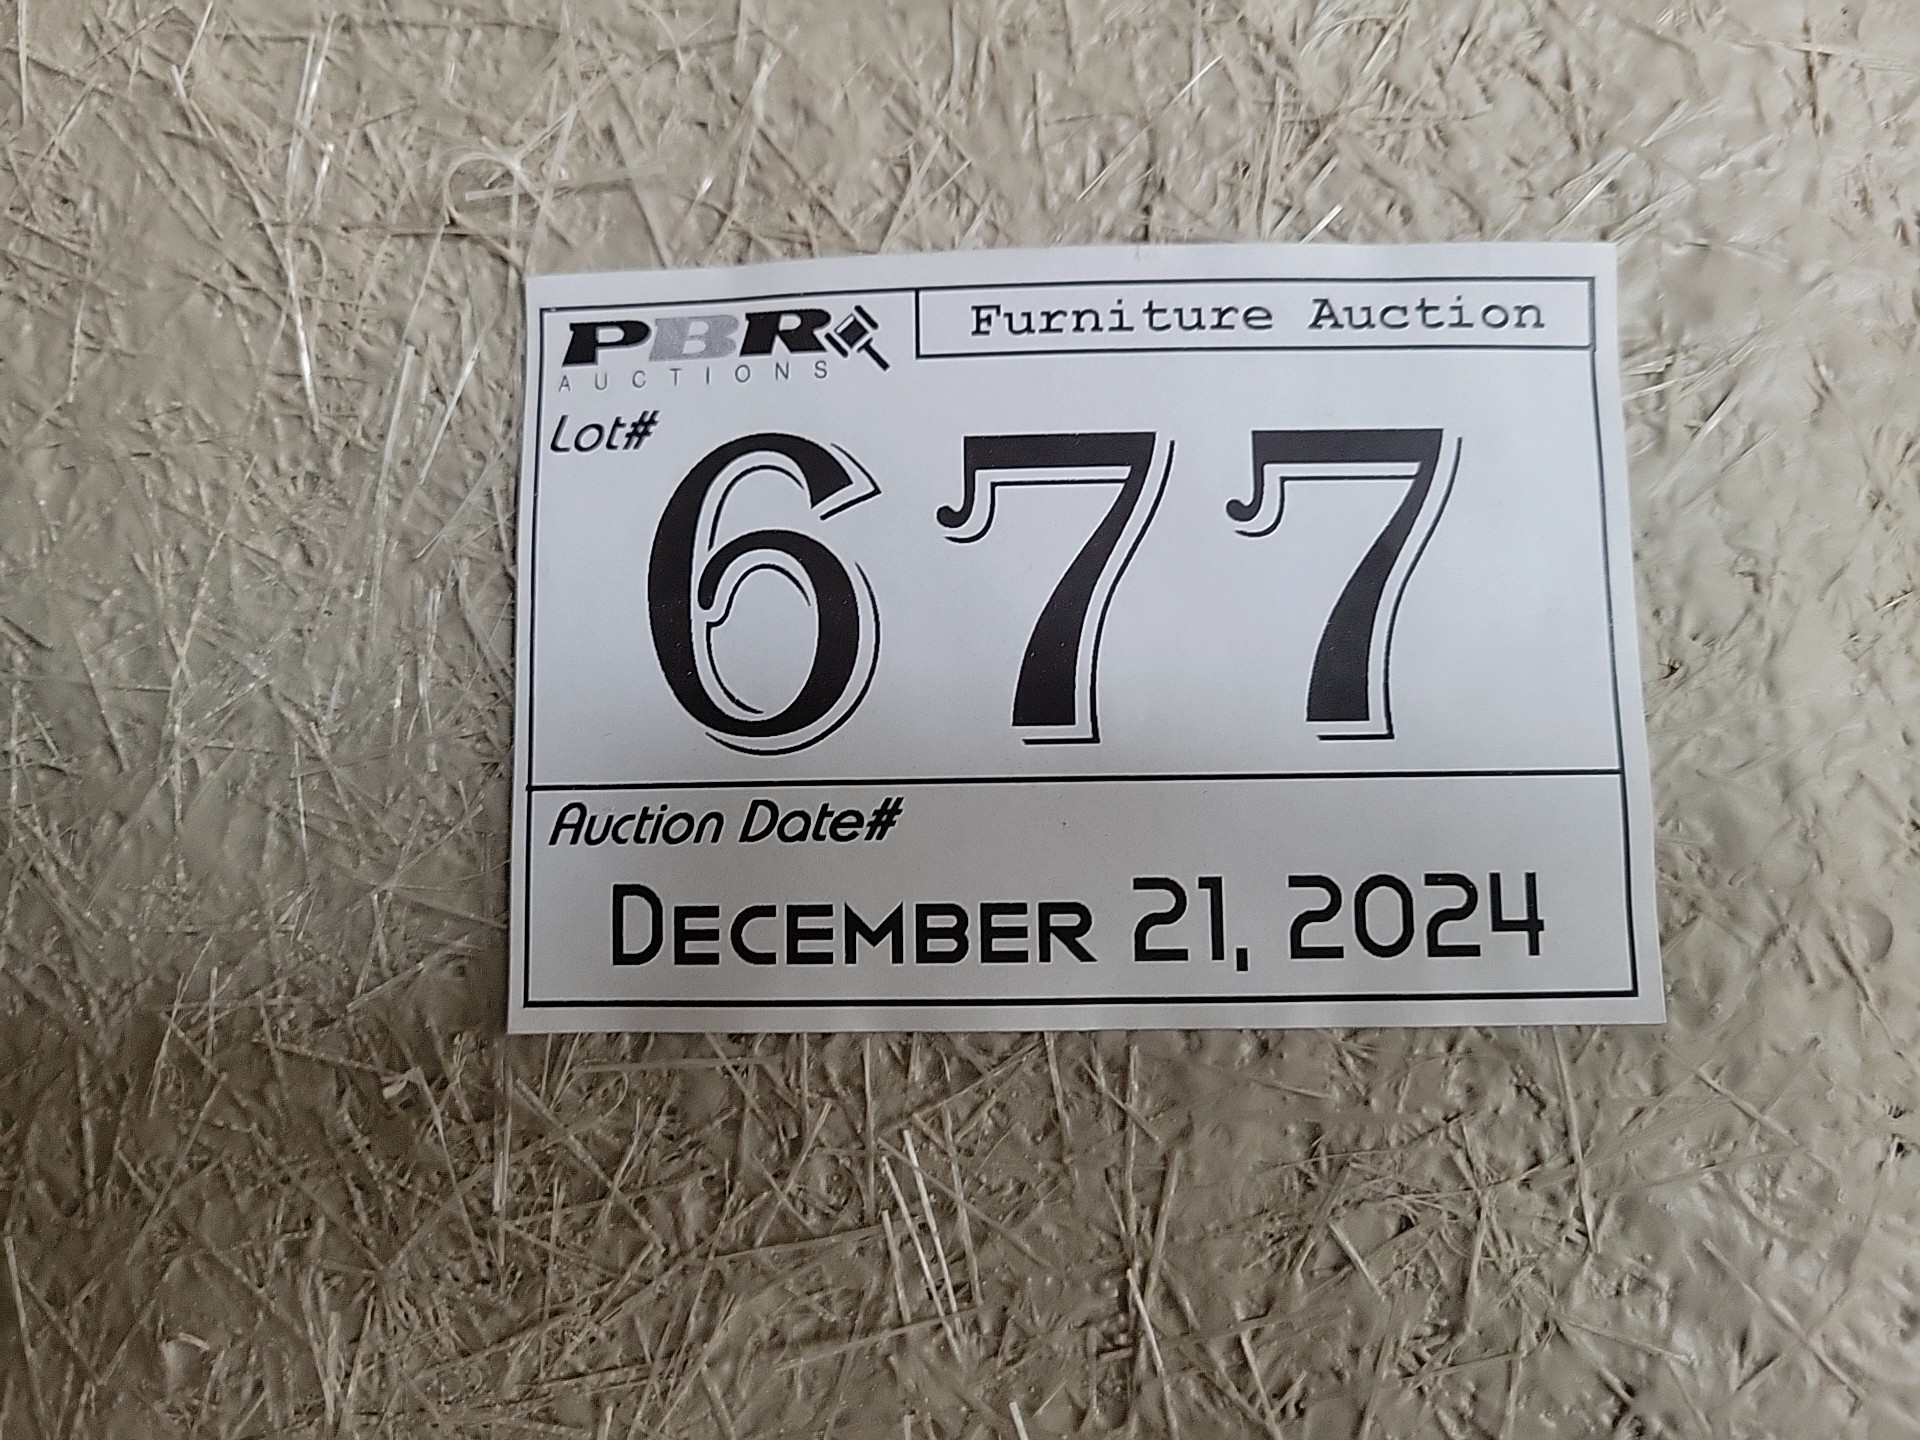 PBR
AUCTIONS
Furniture Auction
Lot#
677
Auction Date#
December 21, 2024